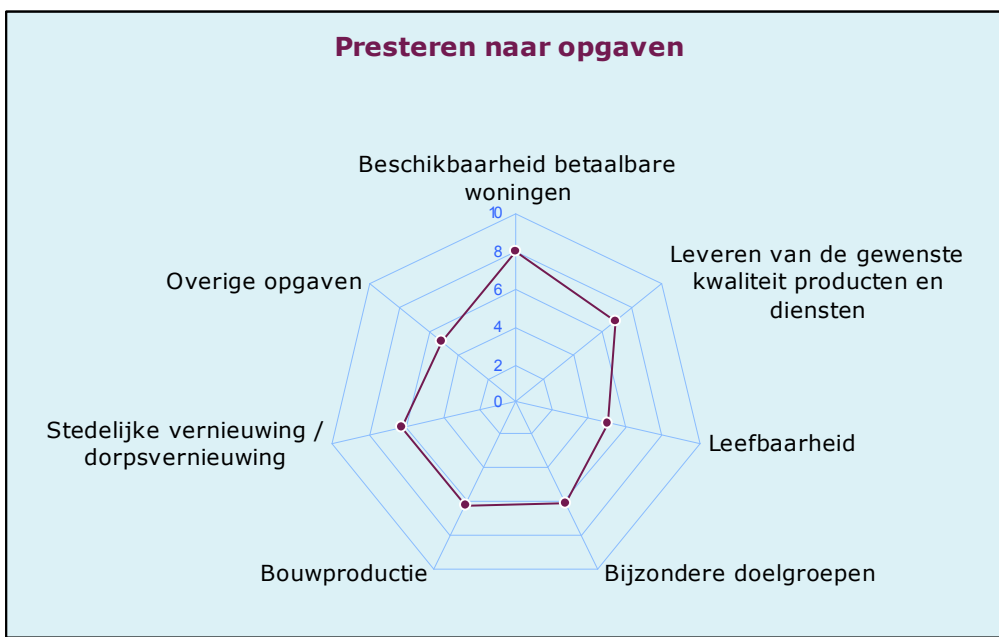 Presteren naar opgaven
Beschikbaarheid betaalbare
woningen
10
8
6
4
2
0
Leveren van de gewenste
kwaliteit producten en
diensten
Leefbaarheid
Bijzondere doelgroepen
Bouwproductie
Stedelijke vernieuwing /
dorpsvernieuwing
Overige opgaven